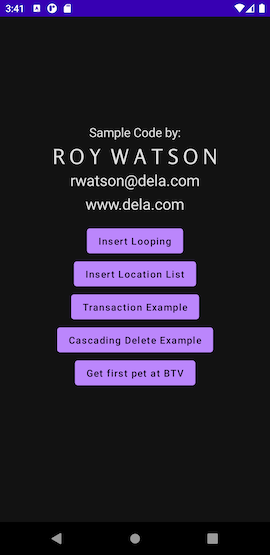 3:41
Sample Code by:
ROY WATSON
rwatson@dela.com
www.dela.com
Insert Looping
Insert Location List
Transaction Example
Cascading Delete Example
Get first pet at BTV